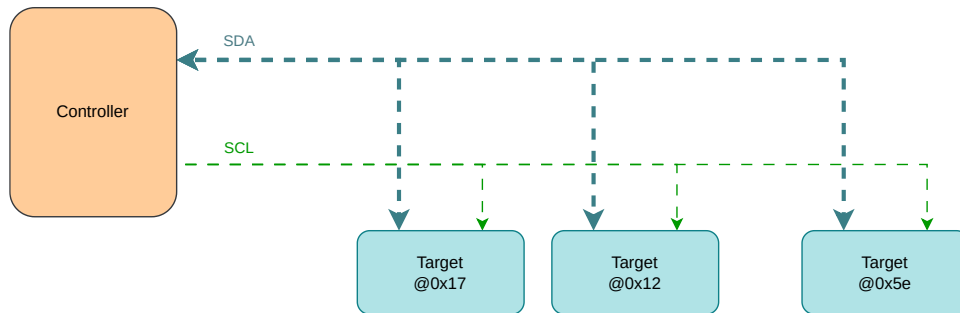 SDA
Controller
SCL
Target
@0x17
Target
@0x12
Target
@0x5e